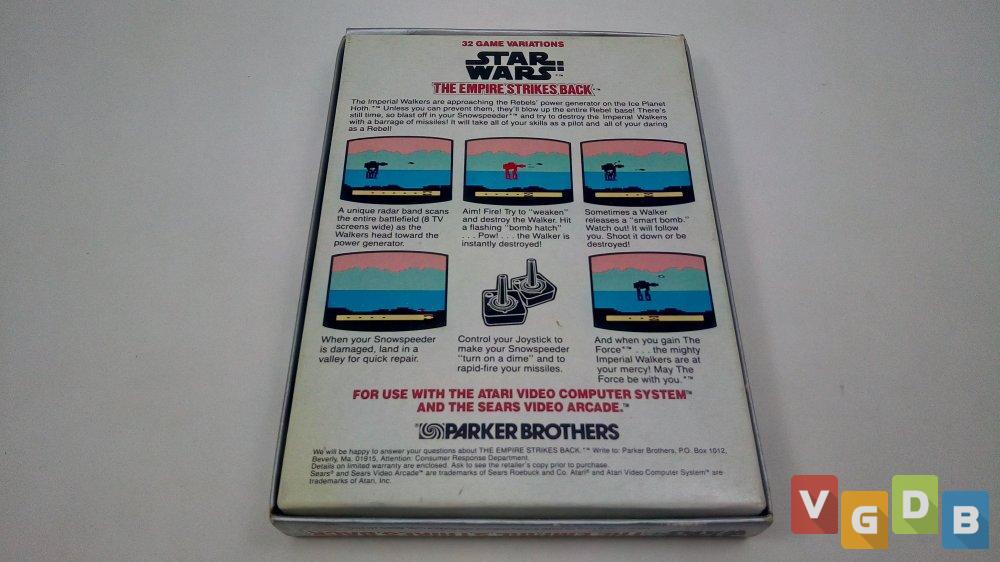 32 GAME VARIATIONS
STAR
WARS™
THE EMPIRE STRIKES BACK™
The Imperial Walkers are approaching the Rebels' power generator on the Ice Planet
Hoth.*™ Unless you can prevent them, they'll blow up the entire Rebel base! There's
still time, so blast off in your Snowspeeder*™ and try to destroy the Imperial Walkers
with a barrage of missiles! It will take all of your skills as a pilot and all of your daring
as a Rebel!
A unique radar band scans
the entire battlefield (8 TV
screens wide) as the
Walkers head toward the
power generator.
Aim! Fire! Try to "weaken"
and destroy the Walker. Hit
a flashing "bomb hatch"
. . . Pow! . . . the Walker is
instantly destroyed!
Sometimes a Walker
releases a "smart bomb."
Watch out! It will follow
you. Shoot it down or be
destroyed!
When your Snowspeeder
is damaged, land in a
valley for quick repair.
Control your Joystick to
make your Snowspeeder
"turn on a dime" and to
rapid-fire your missiles.
And when you gain The
Force*™ . . . the mighty
Imperial Walkers are at
your mercy! May The
Force be with you.*™
FOR USE WITH THE ATARI VIDEO COMPUTER SYSTEM™
AND THE SEARS VIDEO ARCADE.™
PARKER BROTHERS
We will be happy to answer your questions about THE EMPIRE STRIKES BACK.*™ Write to: Parker Brothers, P.O. Box 1012,
Beverly, Ma. 01915, Attention: Consumer Response Department.
Details on limited warranty are enclosed. Ask to see the retailer's copy prior to purchase.
Sears® and Sears Video Arcade™ are trademarks of Sears Roebuck and Co. Atari® and Atari Video Computer System™ are
trademarks of Atari, Inc.
VGDB